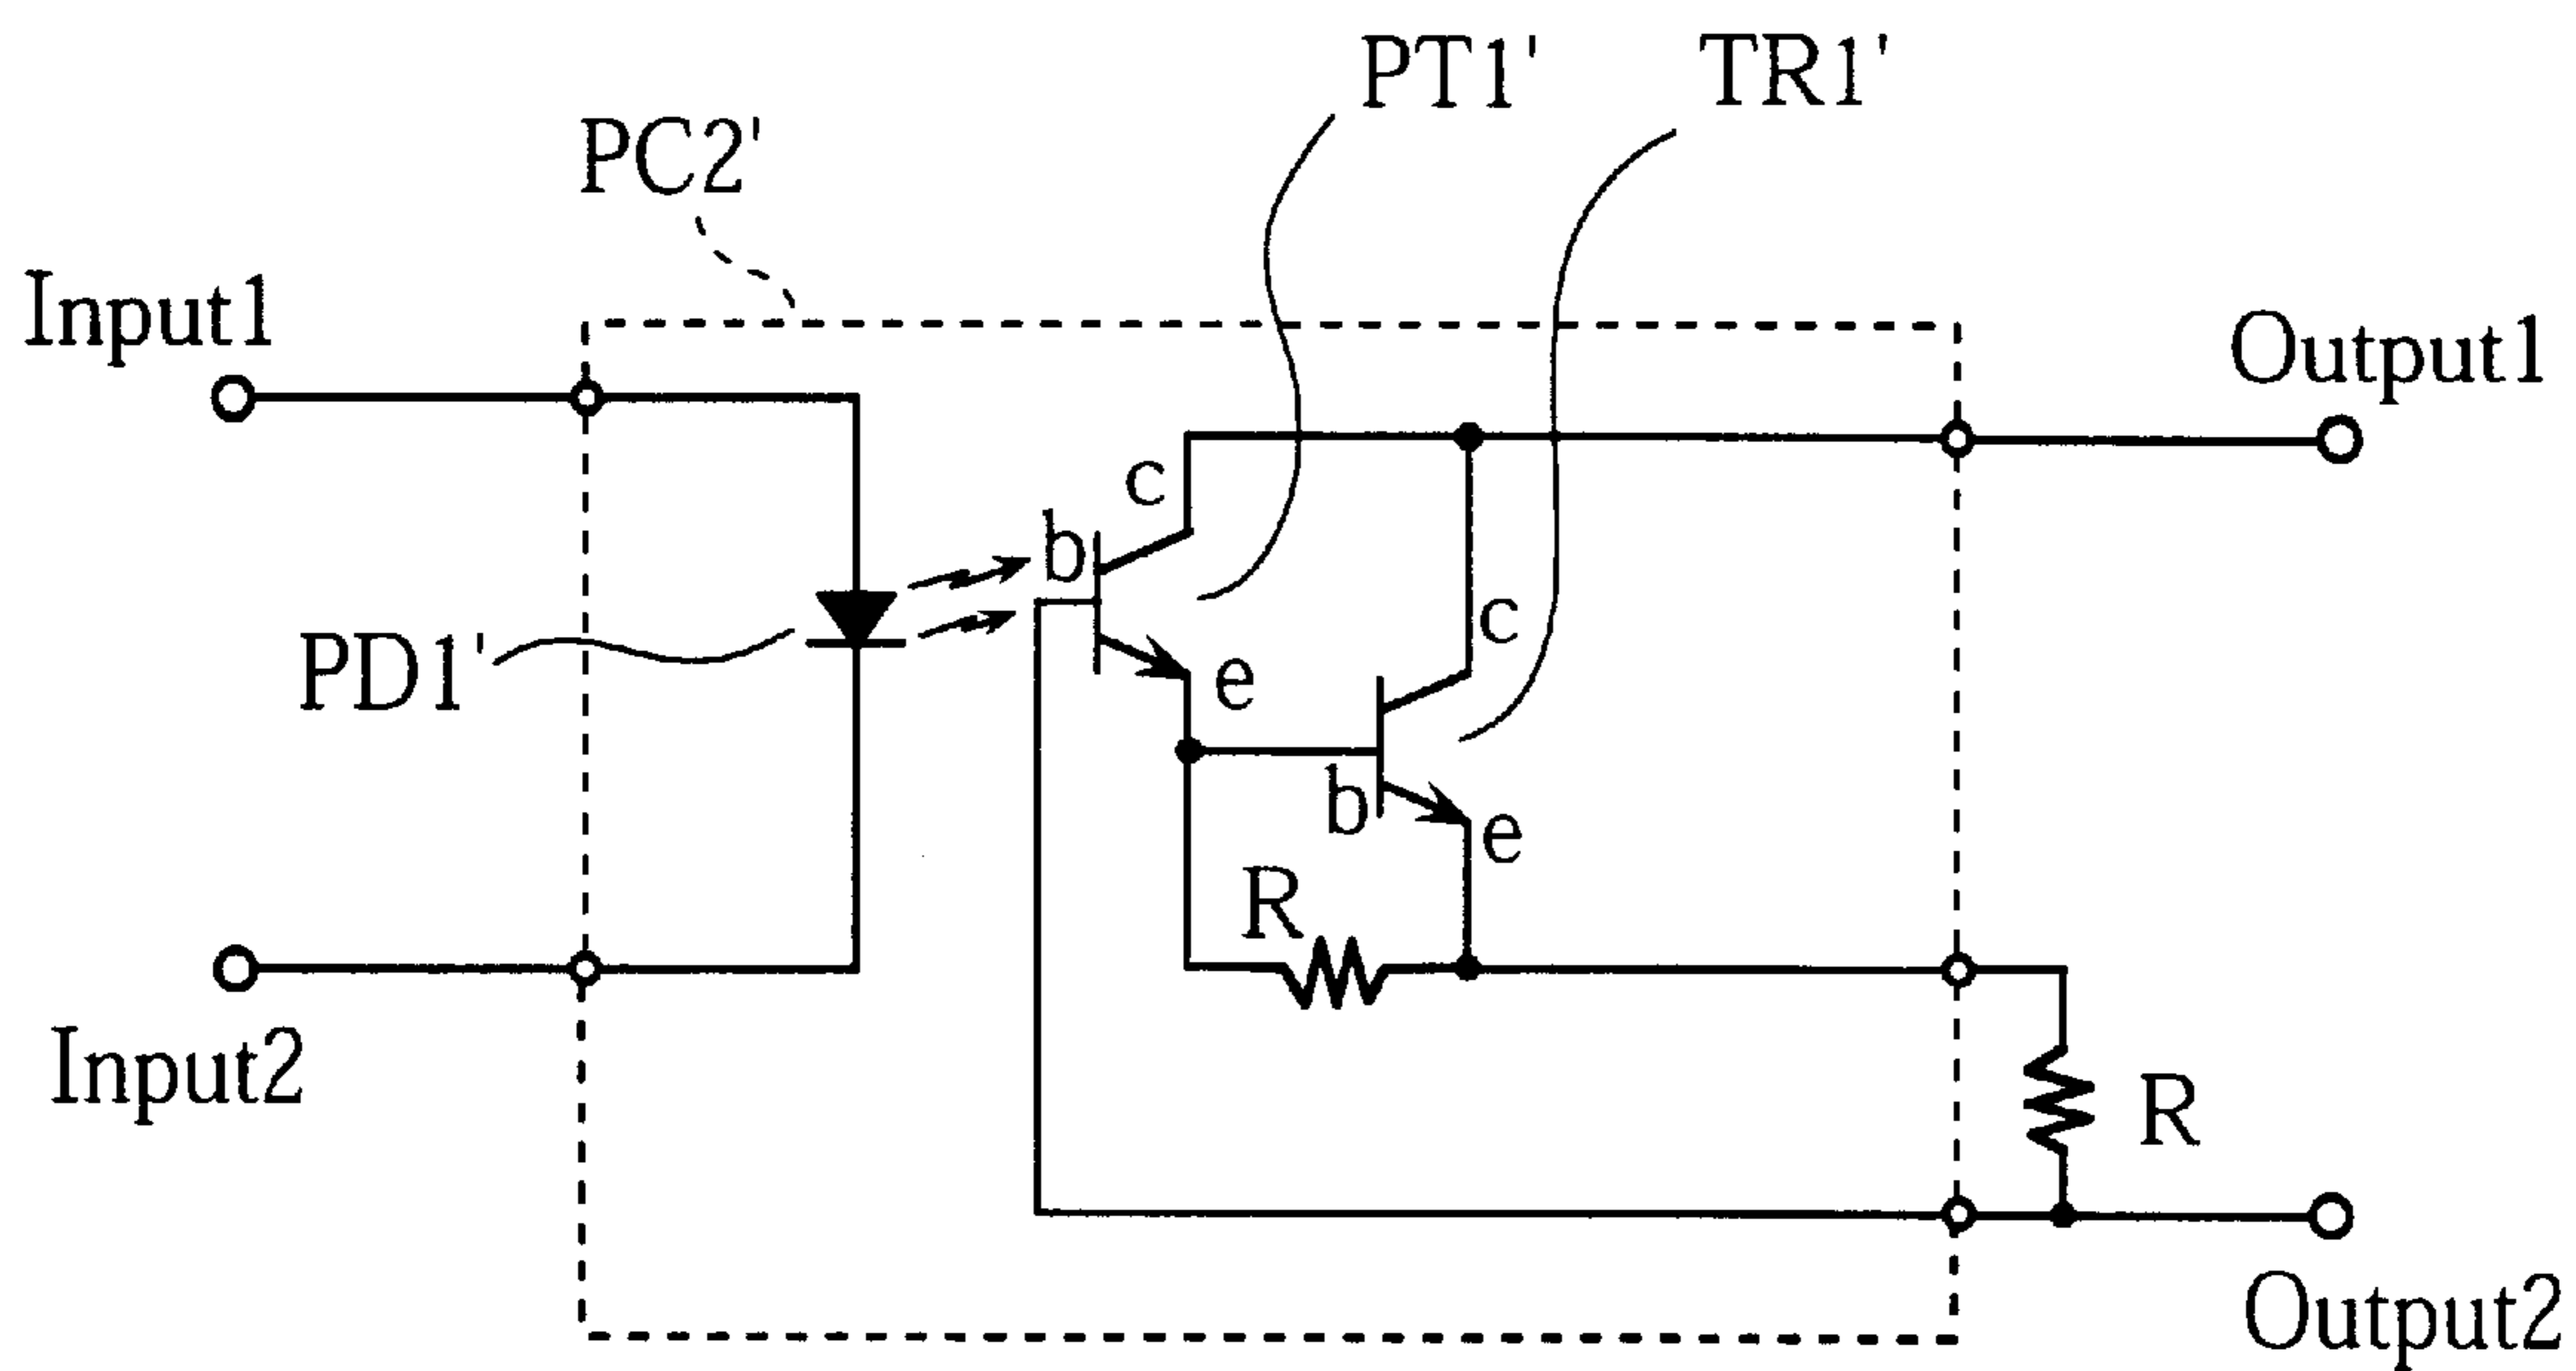 PT1'
TR1'
PC2'
Input1
Output1
c
b
c
PD1'
e
b
e
R
Input2
R
Output2